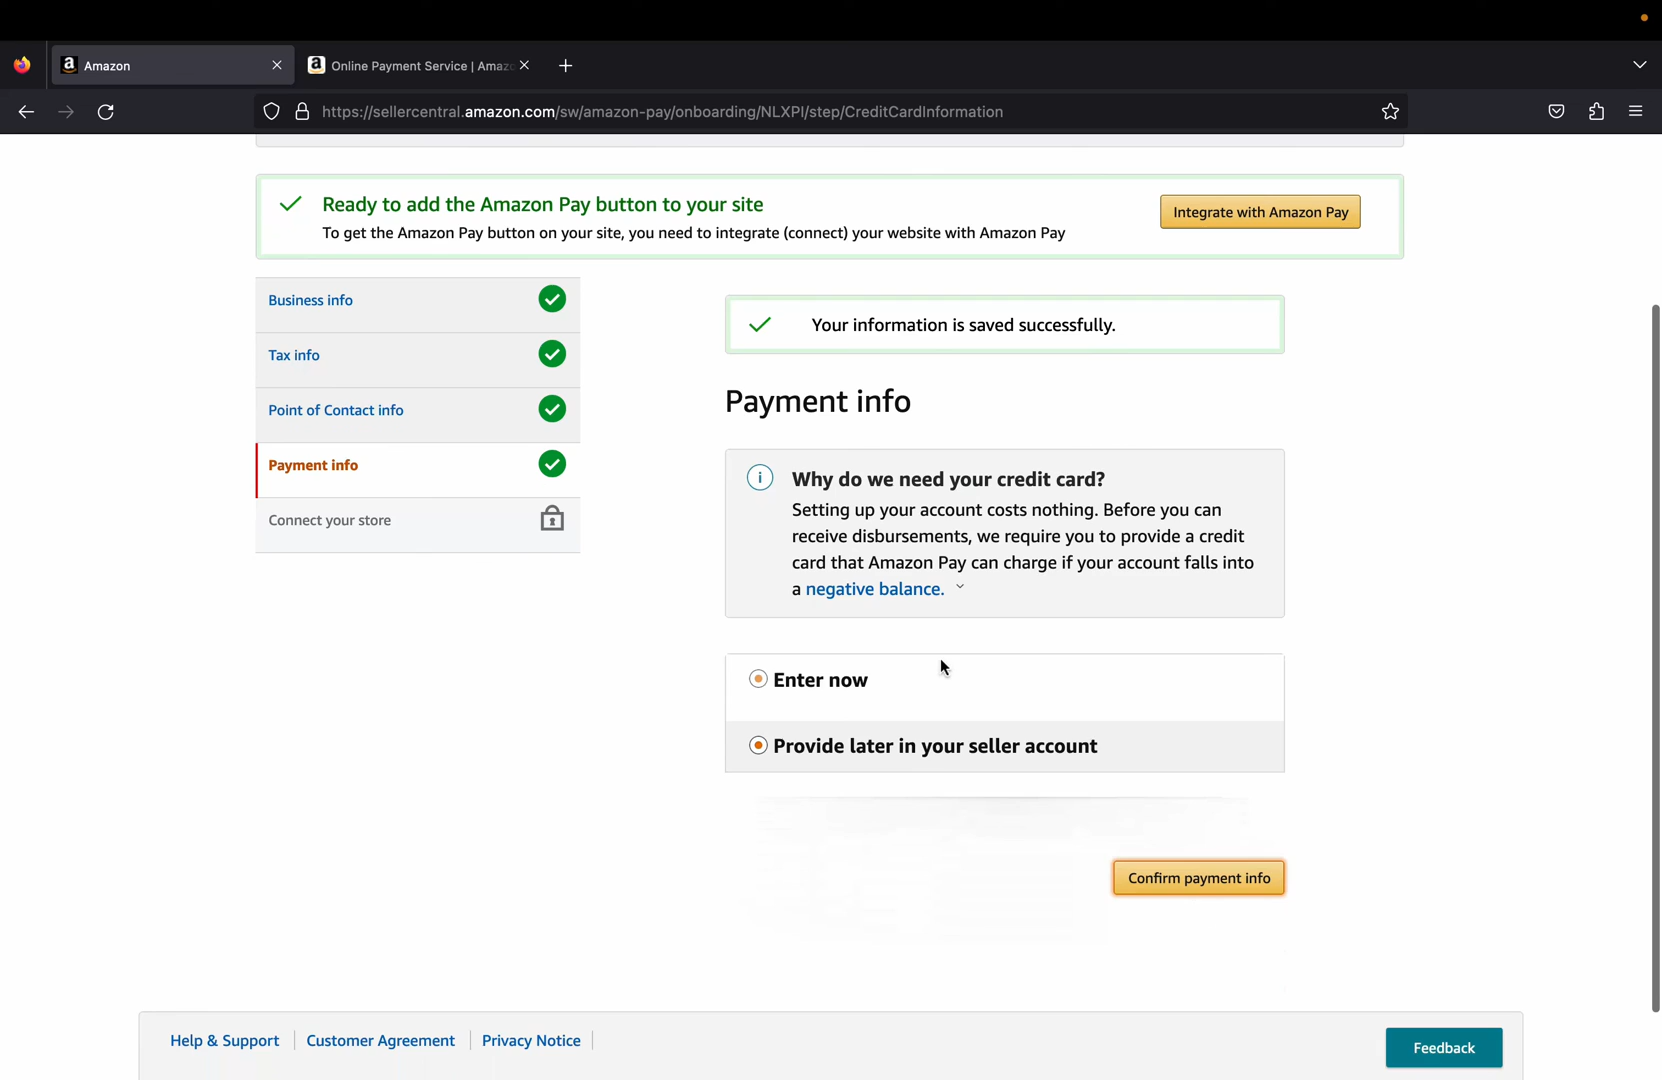 Amazon
Online Payment Service | Amaz
https://sellercentral.amazon.com/sw/amazon-pay/onboarding/NLXPI/step/CreditCardInformation
Ready to add the Amazon Pay button to your site
To get the Amazon Pay button on your site, you need to integrate (connect) your website with Amazon Pay
Integrate with Amazon Pay
Business info
Tax info
Point of Contact info
Payment info
Connect your store
Your information is saved successfully.
Payment info
Why do we need your credit card?
Setting up your account costs nothing. Before you can
receive disbursements, we require you to provide a credit
card that Amazon Pay can charge if your account falls into
a negative balance.
Enter now
Provide later in your seller account
Confirm payment info
Help & Support
Customer Agreement
Privacy Notice
Feedback